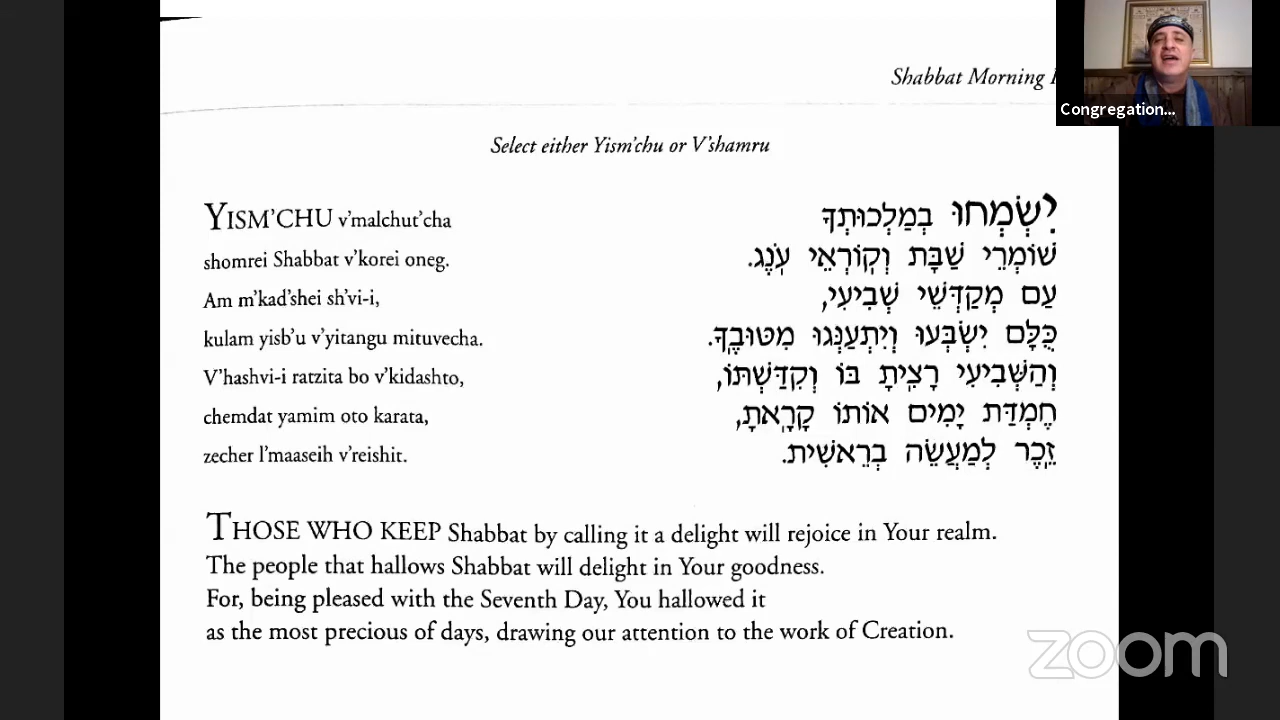 Shabbat Morning
Congregation...
Select either Yism'chu or V'shamru
YISM'CHU v'malchut'cha
shomrei Shabbat v'korei oneg.
Am m'kad'shei sh'vi-i,
kulam yisb'u v'yitangu mituvecha.
V'hashvi-i ratzita bo v'kidashto,
chemdat yamim oto karata,
zecher l'maaseih v'reishit.
יִשְׂמְחוּ בְמַלְכוּתְךָ
שׁוֹמְרֵי שַׁבָּת וְקֽוֹרְאֵי עֹֽנֶג.
עַם מְקַדְּשֵׁי שְׁבִיעִי,
כֻּלָּם יִשְׂבְּעוּ וְיִתְעַנְּגוּ מִטּוּבֶֽךָ.
וְהַשְּׁבִיעִי רָצִֽיתָ בּוֹ וְקִדַּשְׁתּוֹ,
חֶמְדַּת יָמִים אוֹתוֹ קָרָֽאתָ,
זֵֽכֶר לְמַעֲשֵׂה בְרֵאשִׁית.
THOSE WHO KEEP Shabbat by calling it a delight will rejoice in Your realm.
The people that hallows Shabbat will delight in Your goodness.
For, being pleased with the Seventh Day, You hallowed it
as the most precious of days, drawing our attention to the work of Creation.
zoom